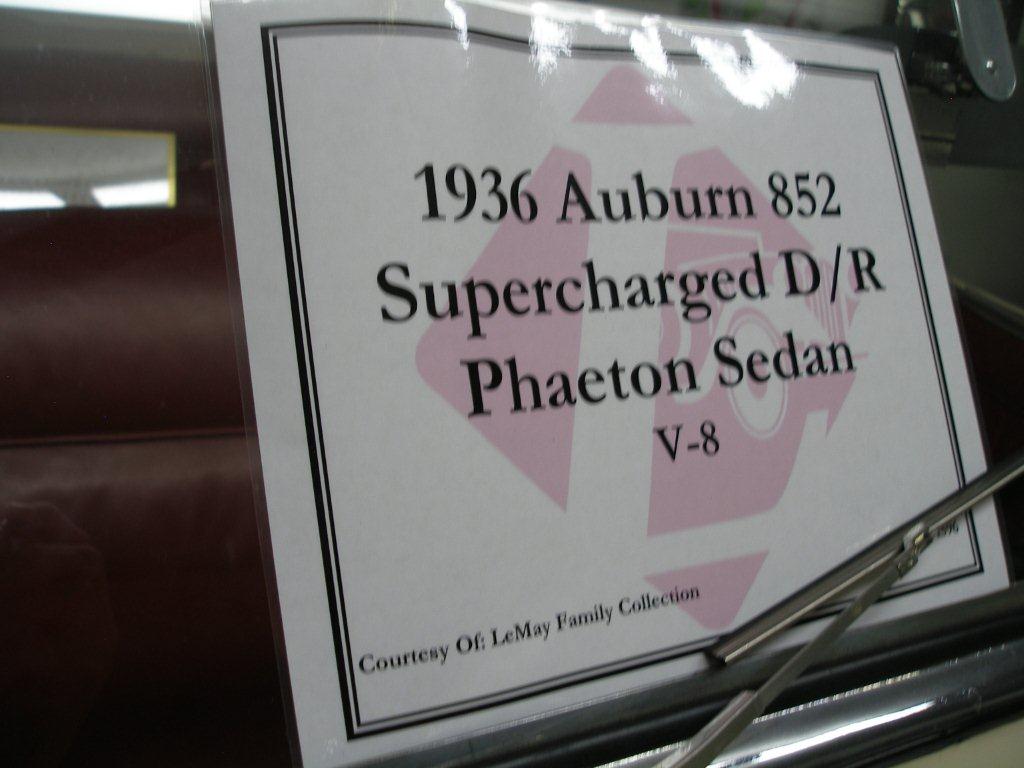 1936 Auburn 852
Supercharged D/R
Phaeton Sedan
V-8
Courtesy Of: LeMay Family Collection